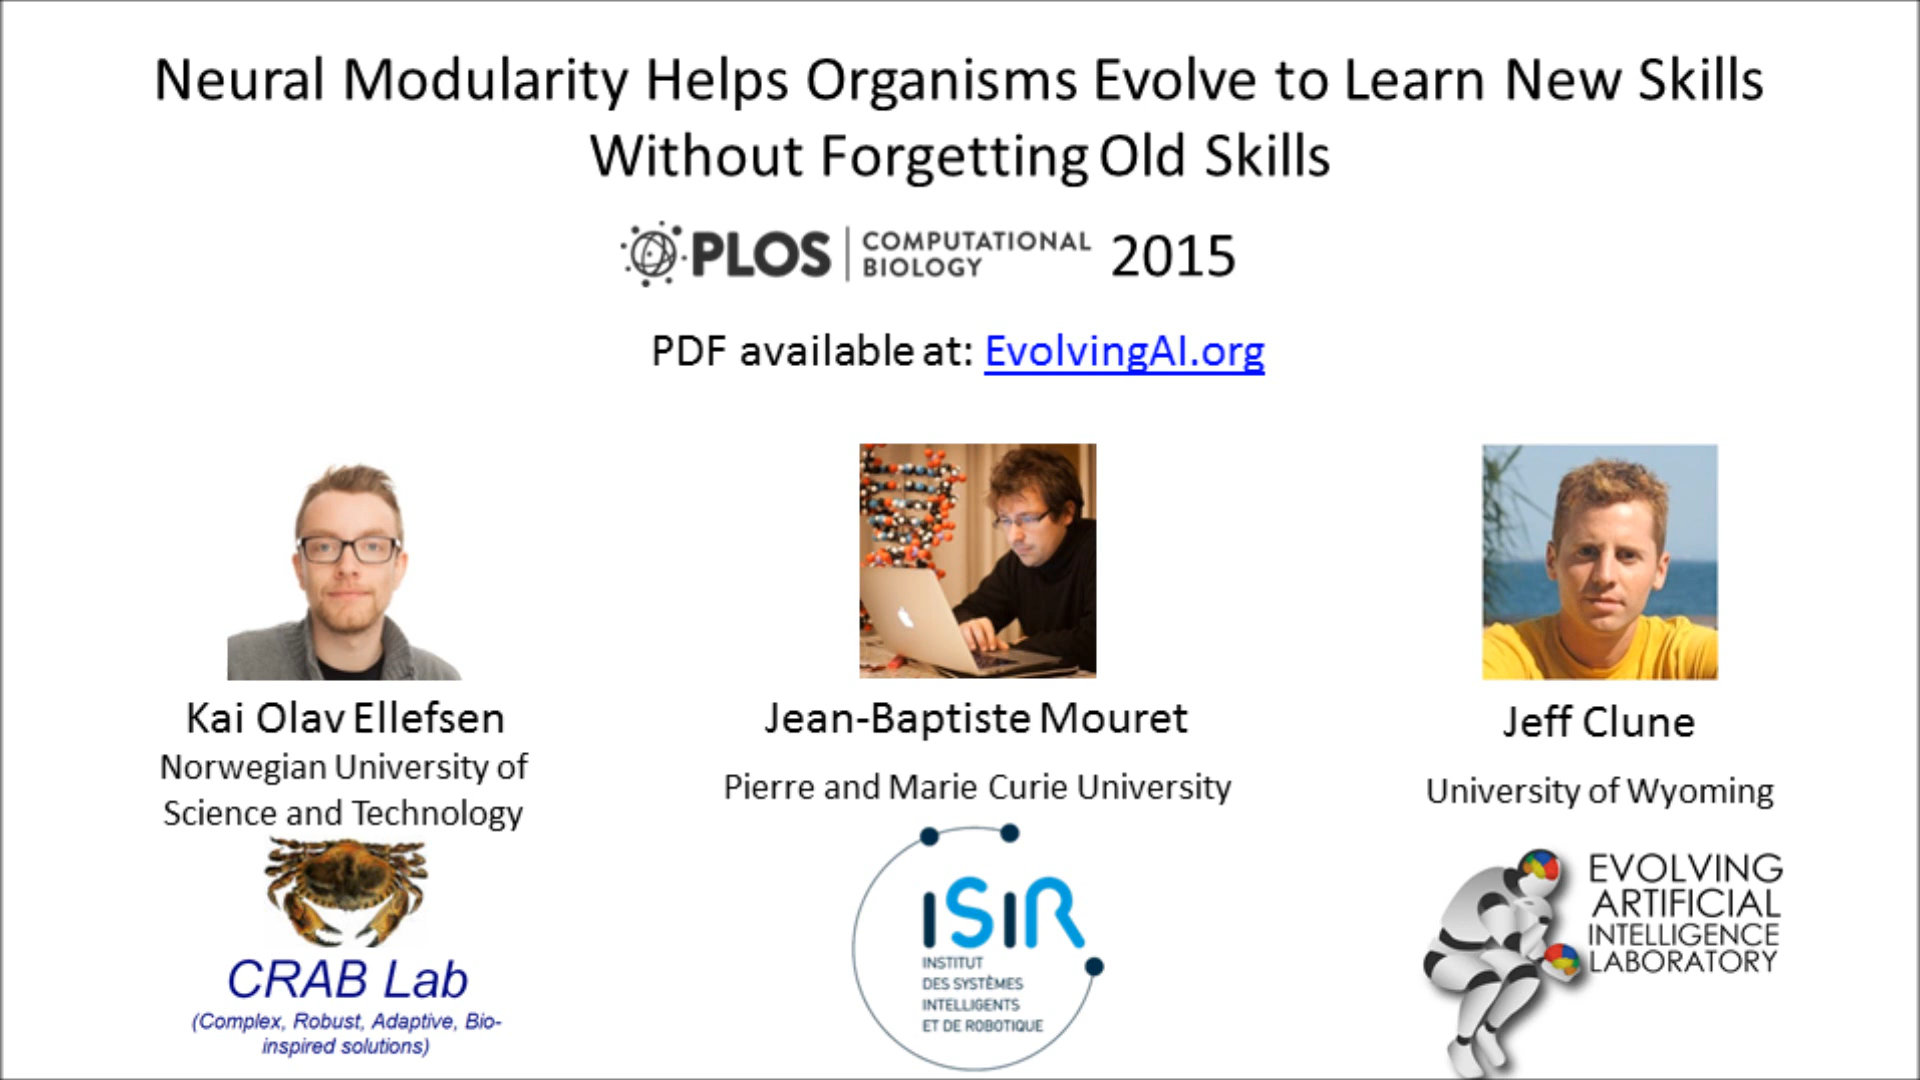 Neural Modularity Helps Organisms Evolve to Learn New Skills
Without Forgetting Old Skills
PLOS COMPUTATIONAL
BIOLOGY
2015
PDF available at: EvolvingAI.org
Kai Olav Ellefsen
Norwegian University of
Science and Technology
CRAB Lab
(Complex, Robust, Adaptive, Bio-
inspired solutions)
Jean-Baptiste Mouret
Pierre and Marie Curie University
ISIR
INSTITUT
DES SYSTÈMES
INTELLIGENTS
ET DE ROBOTIQUE
Jeff Clune
University of Wyoming
EVOLVING
ARTIFICIAL
INTELLIGENCE
LABORATORY